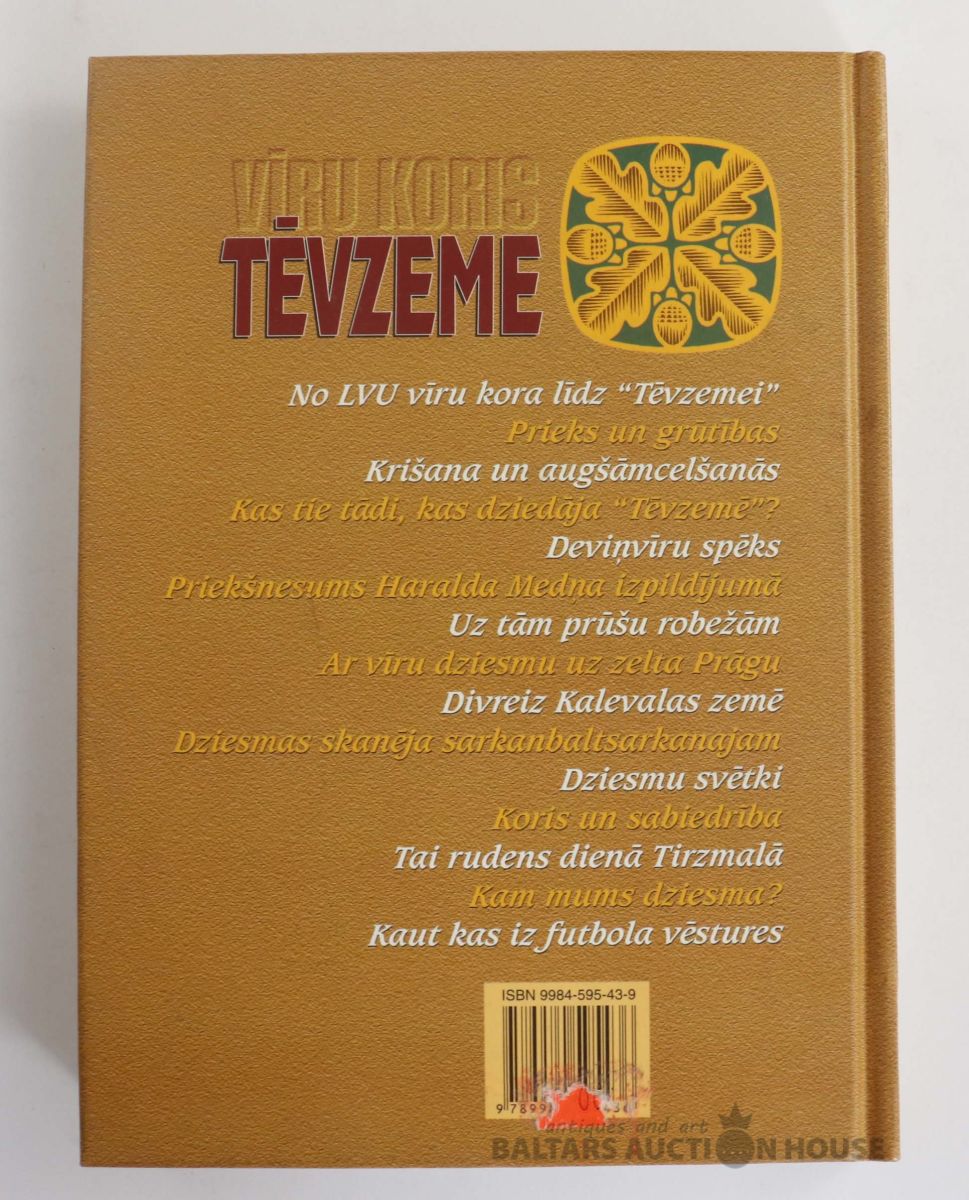 VĪRU KORIS
TĒVZEME
No LVU vīru kora līdz “Tēvzemei”
Prieks un grūtības
Krišana un augšāmcelšanās
Kas tie tādi, kas dziedāja “Tēvzemē”?
Deviņvīru spēks
Priekšnesums Haralda Medņa izpildījumā
Uz tām prūšu robežām
Ar vīru dziesmu uz zelta Prāgu
Divreiz Kalevalas zemē
Dziesmas skanēja sarkanbaltsarkanajam
Dziesmu svētki
Koris un sabiedrība
Tai rudens dienā Tirzmalā
Kam mums dziesma?
Kaut kas iz futbola vēstures
ISBN 9984-595-43-9
antiques and art
BALTARS AUCTION HOUSE